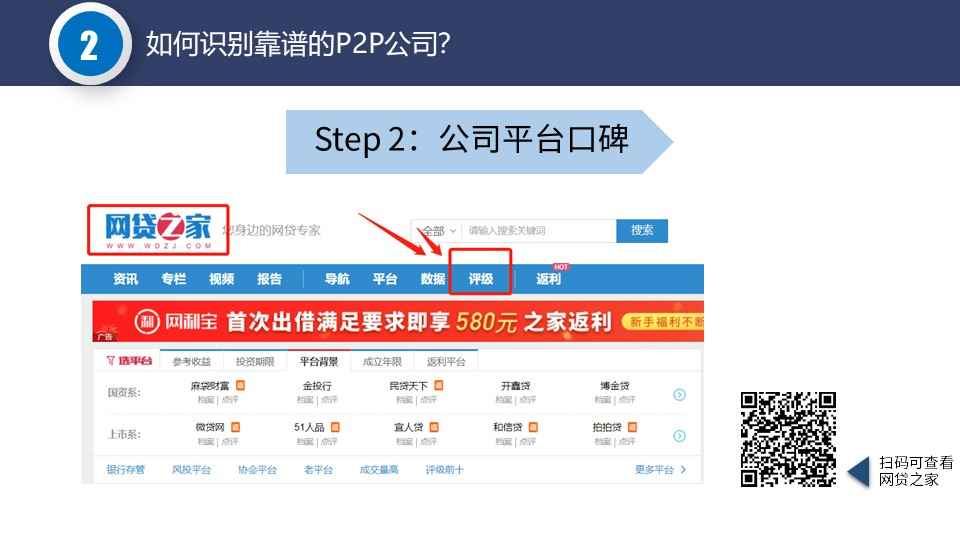 2
如何识别靠谱的P2P公司?
Step 2：公司平台口碑
网贷之家
WWW.WDZJ.COM
您身边的网贷专家
全部
请输入搜索关键词
搜索
资讯 专栏 视频 报告 导航 平台 数据 评级 返利
HOT
网利宝 首次出借满足要求即享 580元 之家返利 新手福利不断
广告
选平台 参考收益 投资期限 平台背景 成立年限 返利平台
国资系: 麻袋财富 金投行 民贷天下 开鑫贷 博金贷
档案 | 点评 档案 | 点评 档案 | 点评 档案 | 点评 档案 | 点评
上市系: 微贷网 51人品 宜人贷 和信贷 拍拍贷
档案 | 点评 档案 | 点评 档案 | 点评 档案 | 点评 档案 | 点评
银行存管 风投平台 协会平台 老平台 成交量高 评级前十 更多平台
扫码可查看
网贷之家